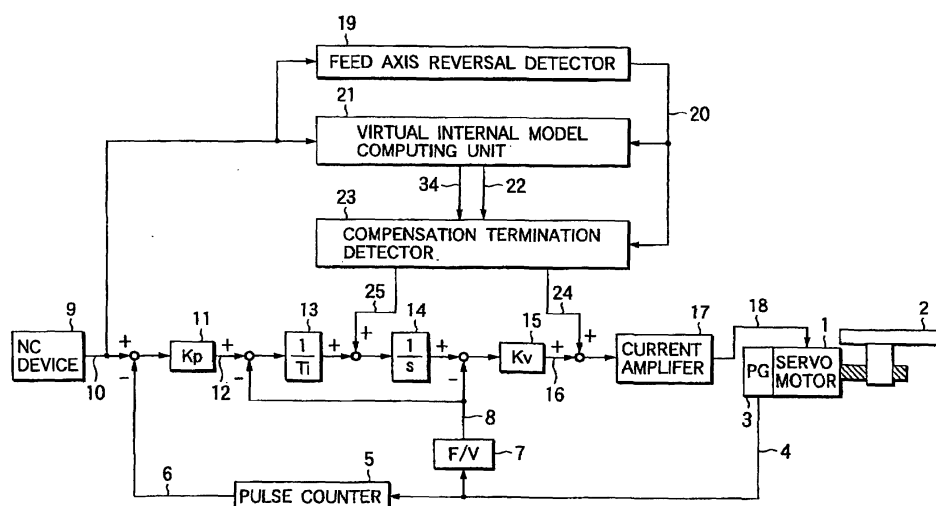 19
FEED AXIS REVERSAL DETECTOR
21
20
VIRTUAL INTERNAL MODEL
COMPUTING UNIT
34
22
23
COMPENSATION TERMINATION
DETECTOR
9
NC
DEVICE
10
+
−
11
Kp
12
+
−
13
1
Ti
+
25
+
14
1
s
+
−
15
Kv
16
+
24
+
17
CURRENT
AMPLIFER
18
1
2
PG
SERVO
MOTOR
3
4
8
F/V
7
5
PULSE COUNTER
6